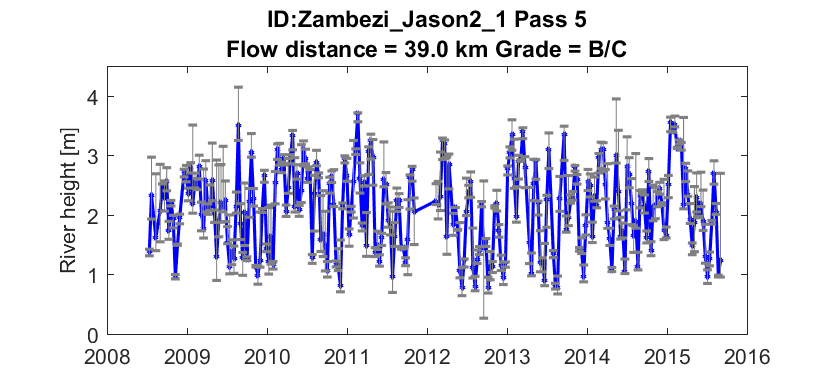 ID:Zambezi_Jason2_1 Pass 5
Flow distance = 39.0 km Grade = B/C
River height [m]
4
3
2
1
0
2008 2009 2010 2011 2012 2013 2014 2015 2016